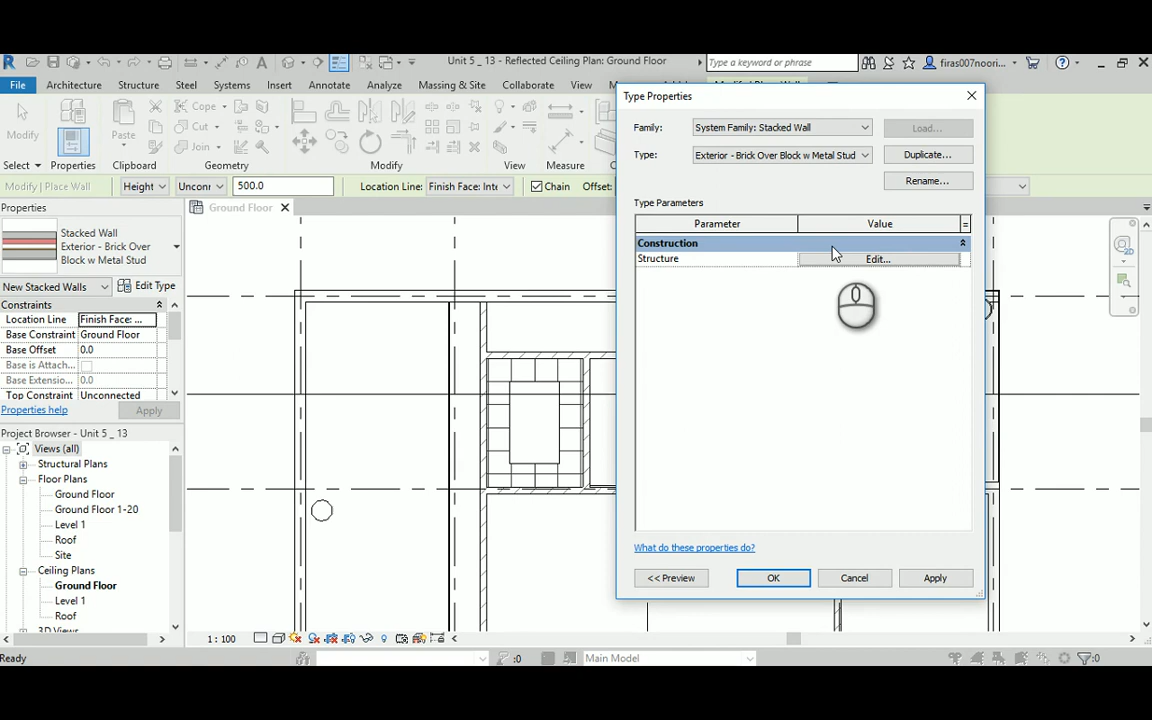 Unit 5 _ 13 - Reflected Ceiling Plan: Ground Floor
Type a keyword or phrase
firas007noori...
File
Architecture
Structure
Steel
Systems
Insert
Annotate
Analyze
Massing & Site
Collaborate
View
Modify
Cope
Cut
Join
Paste
Select
Properties
Clipboard
Geometry
Modify
View
Measure
Modify | Place Wall
Height
Unconr
500.0
Location Line:
Finish Face: Inte
Chain
Offset:
Properties
Ground Floor
Stacked Wall
Exterior - Brick Over
Block w Metal Stud
New Stacked Walls
Edit Type
Constraints
Location Line
Finish Face: ...
Base Constraint
Ground Floor
Base Offset
0.0
Base is Attach...
Base Extensio...
0.0
Top Constraint
Unconnected
Properties help
Apply
Project Browser - Unit 5 _ 13
Views (all)
Structural Plans
Floor Plans
Ground Floor
Ground Floor 1-20
Level 1
Roof
Site
Ceiling Plans
Ground Floor
Level 1
Roof
Type Properties
Family:
System Family: Stacked Wall
Load...
Type:
Exterior - Brick Over Block w Metal Stud
Duplicate...
Rename...
Type Parameters
Parameter
Value
=
Construction
Structure
Edit...
What do these properties do?
<< Preview
OK
Cancel
Apply
1 : 100
Ready
:0
Main Model
:0